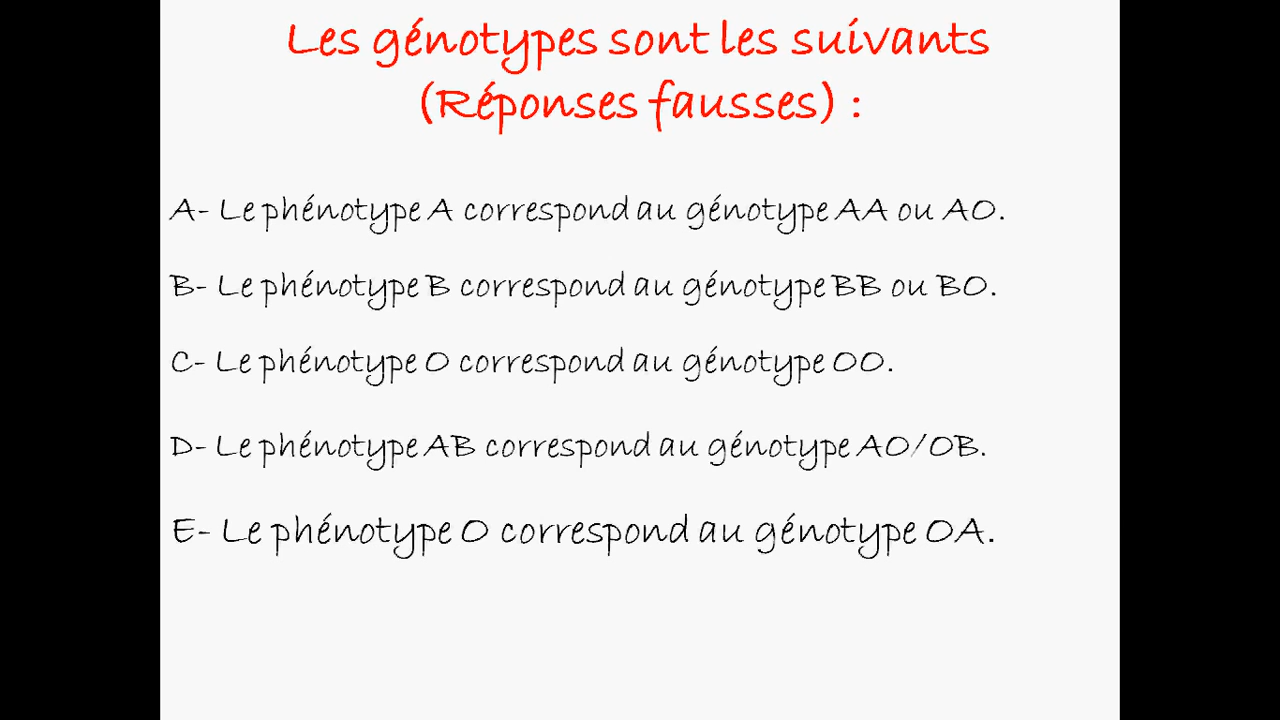 Les génotypes sont les suivants
(Réponses fausses) :
A- Le phénotype A correspond au génotype AA ou AO.
B- Le phénotype B correspond au génotype BB ou BO.
C- Le phénotype O correspond au génotype OO.
D- Le phénotype AB correspond au génotype AO/OB.
E- Le phénotype O correspond au génotype OA.